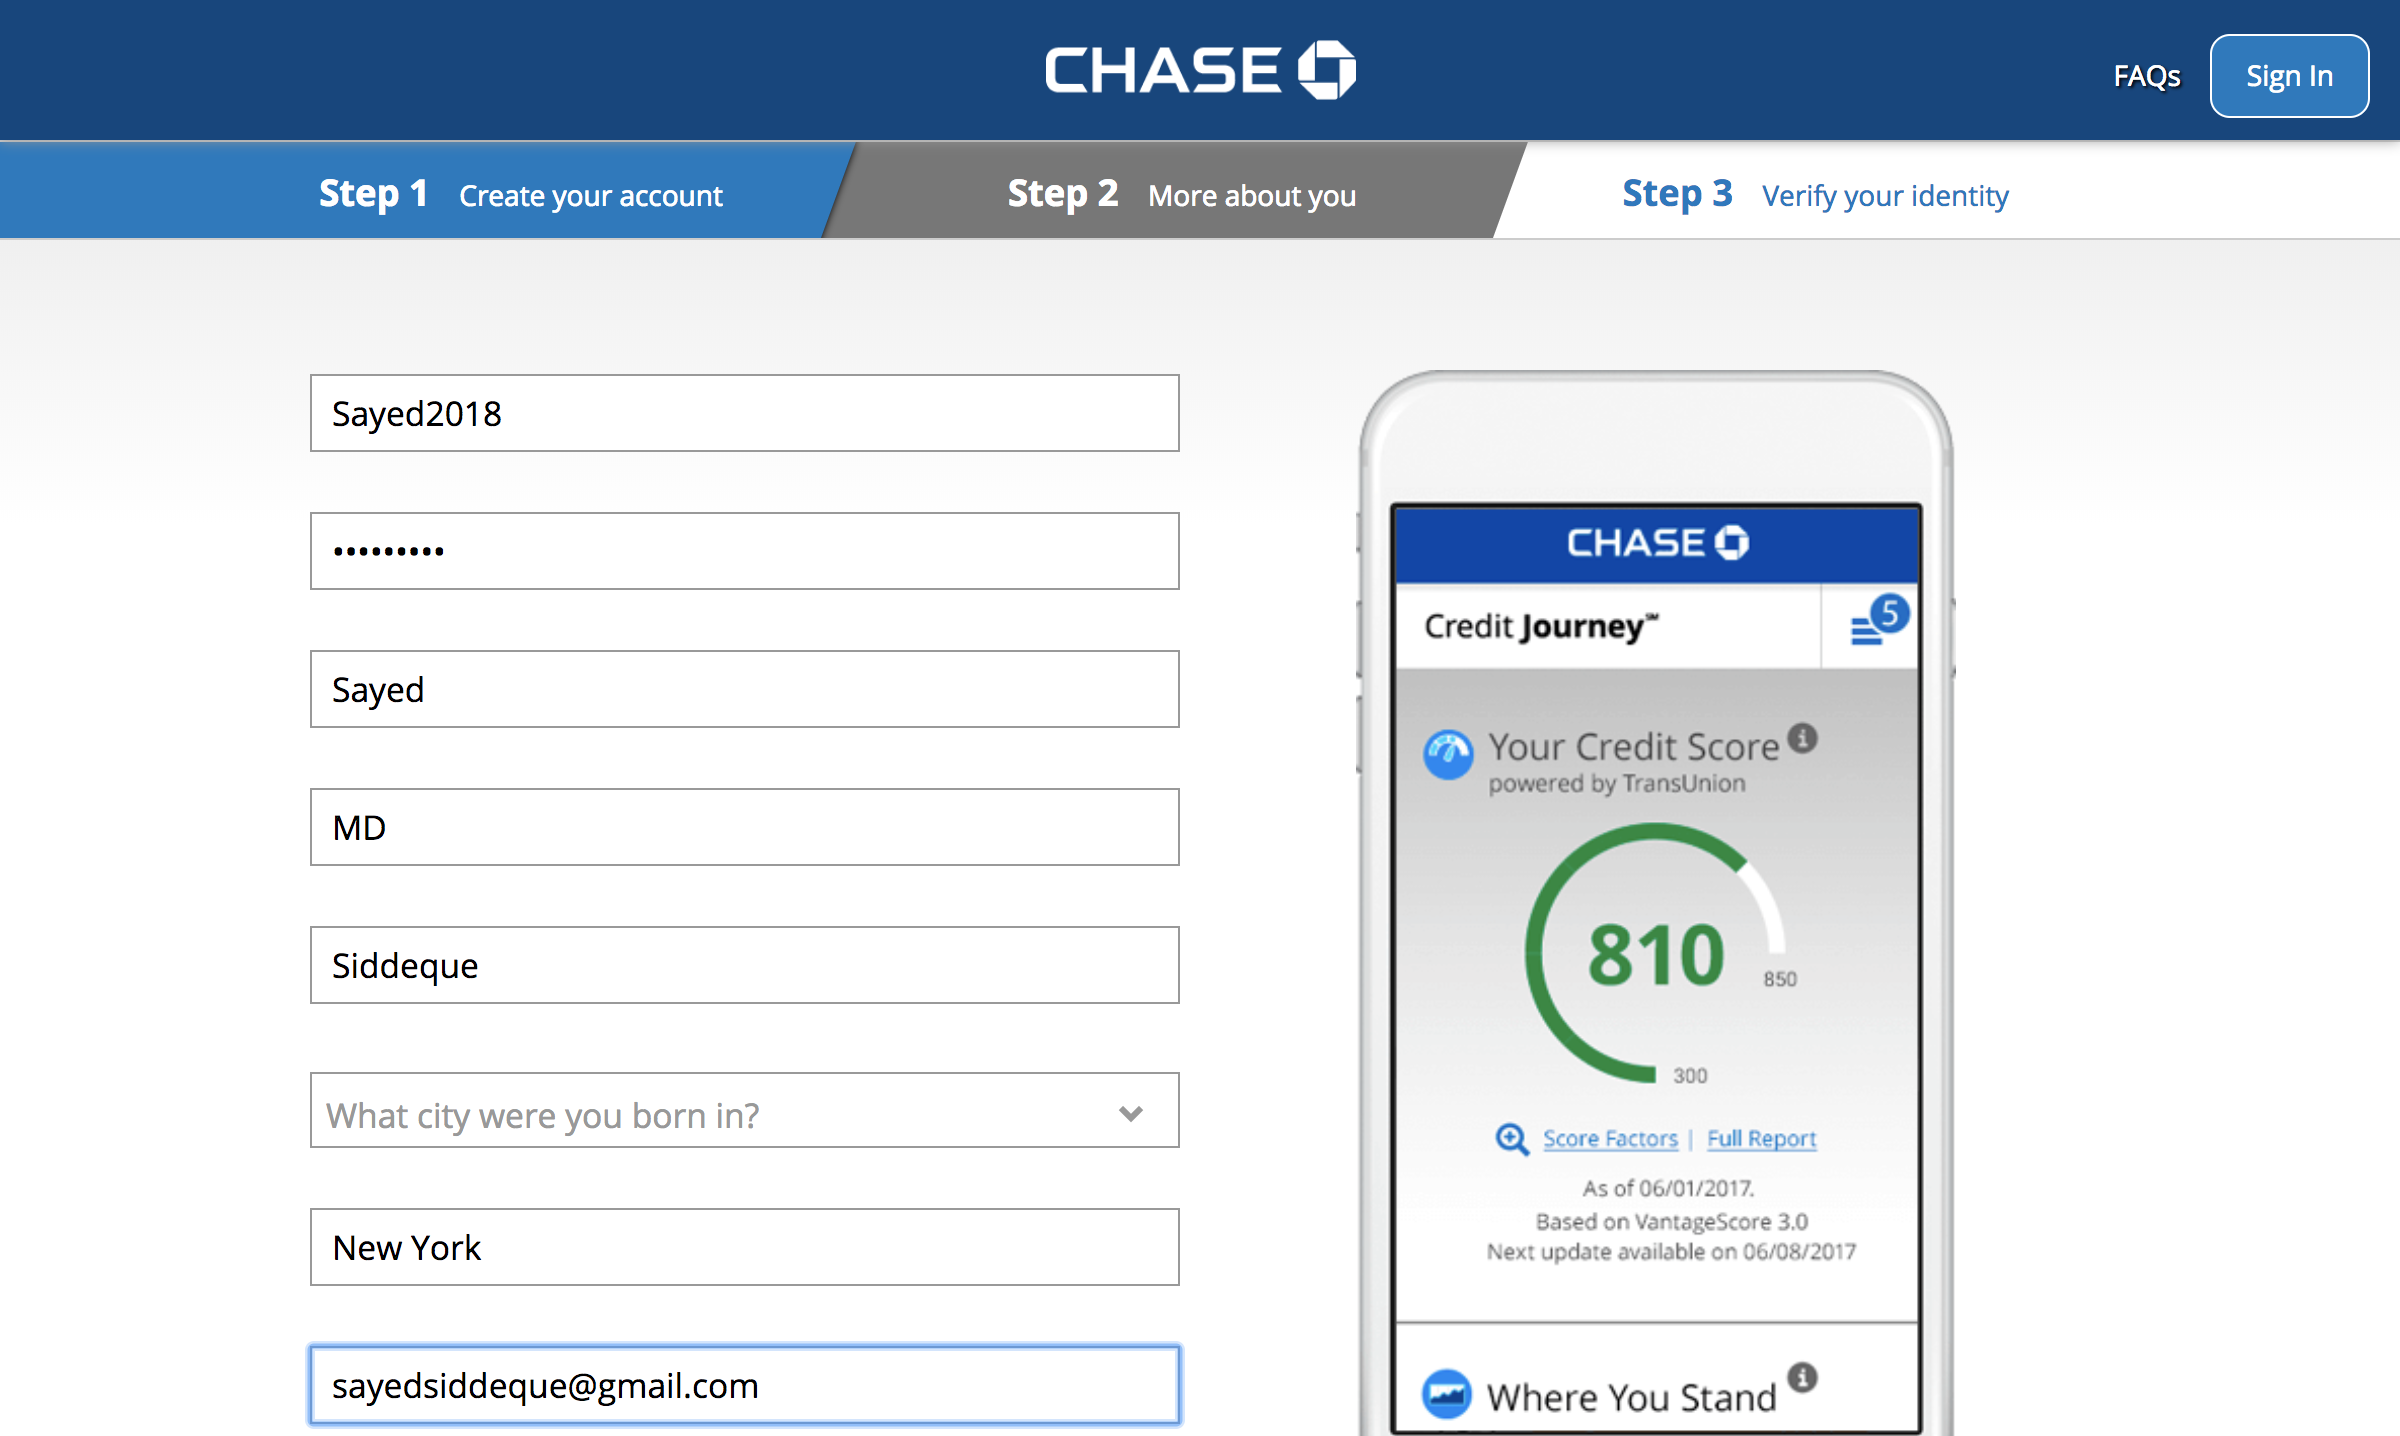 CHASE
FAQs
Sign In
Step 1 Create your account
Step 2 More about you
Step 3 Verify your identity
Sayed2018
•••••••••
Sayed
MD
Siddeque
What city were you born in?
New York
sayedsiddeque@gmail.com
CHASE
Credit Journey℠
5
Your Credit Score
powered by TransUnion
810
850
300
Score Factors | Full Report
As of 06/01/2017.
Based on VantageScore 3.0
Next update available on 06/08/2017
Where You Stand